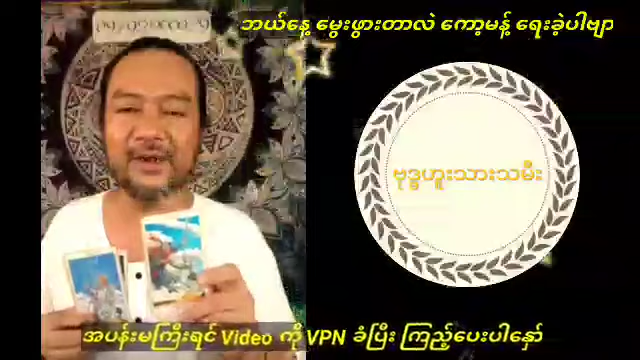 ဘယ်နေ့ မွေးဖွားတာလဲ ကော့မန့် ရေးခဲ့ပါဗျာ
ဗုဒ္ဓဟူးသားသမီး
အပန်းမကြီးရင် Video ကို VPN ခံပြီး ကြည့်ပေးပါနှော်